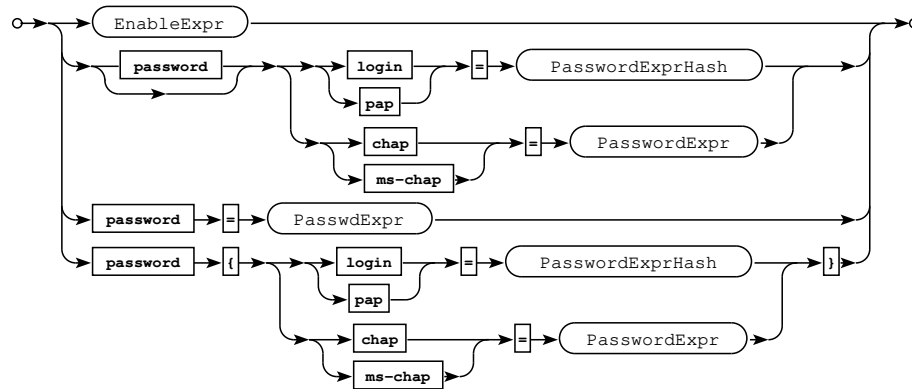 EnableExpr
password login = PasswordExprHash
pap
chap = PasswordExpr
ms-chap
password = PasswdExpr
password { login = PasswordExprHash }
pap
chap = PasswordExpr
ms-chap